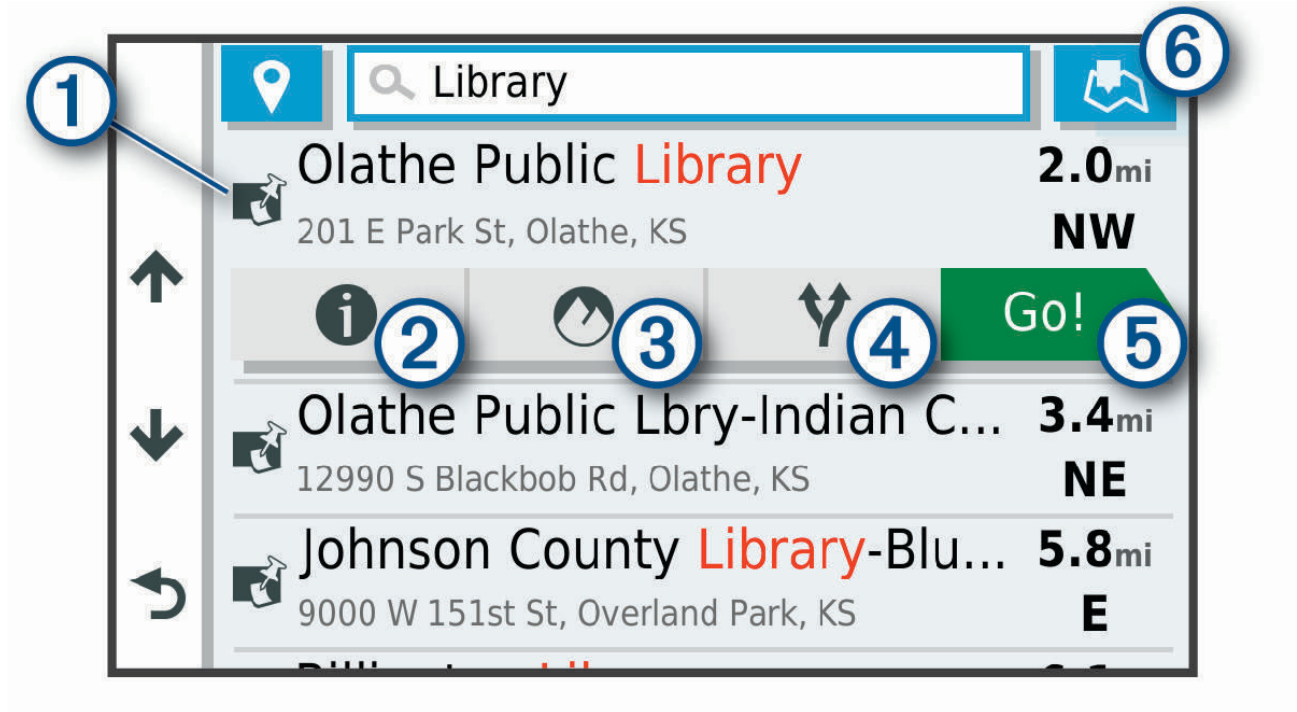 6
1
Library
Olathe Public Library 2.0mi
201 E Park St, Olathe, KS NW
Go!
2 3 4 5
Olathe Public Lbry-Indian C... 3.4mi
12990 S Blackbob Rd, Olathe, KS NE
Johnson County Library-Blu... 5.8mi
9000 W 151st St, Overland Park, KS E